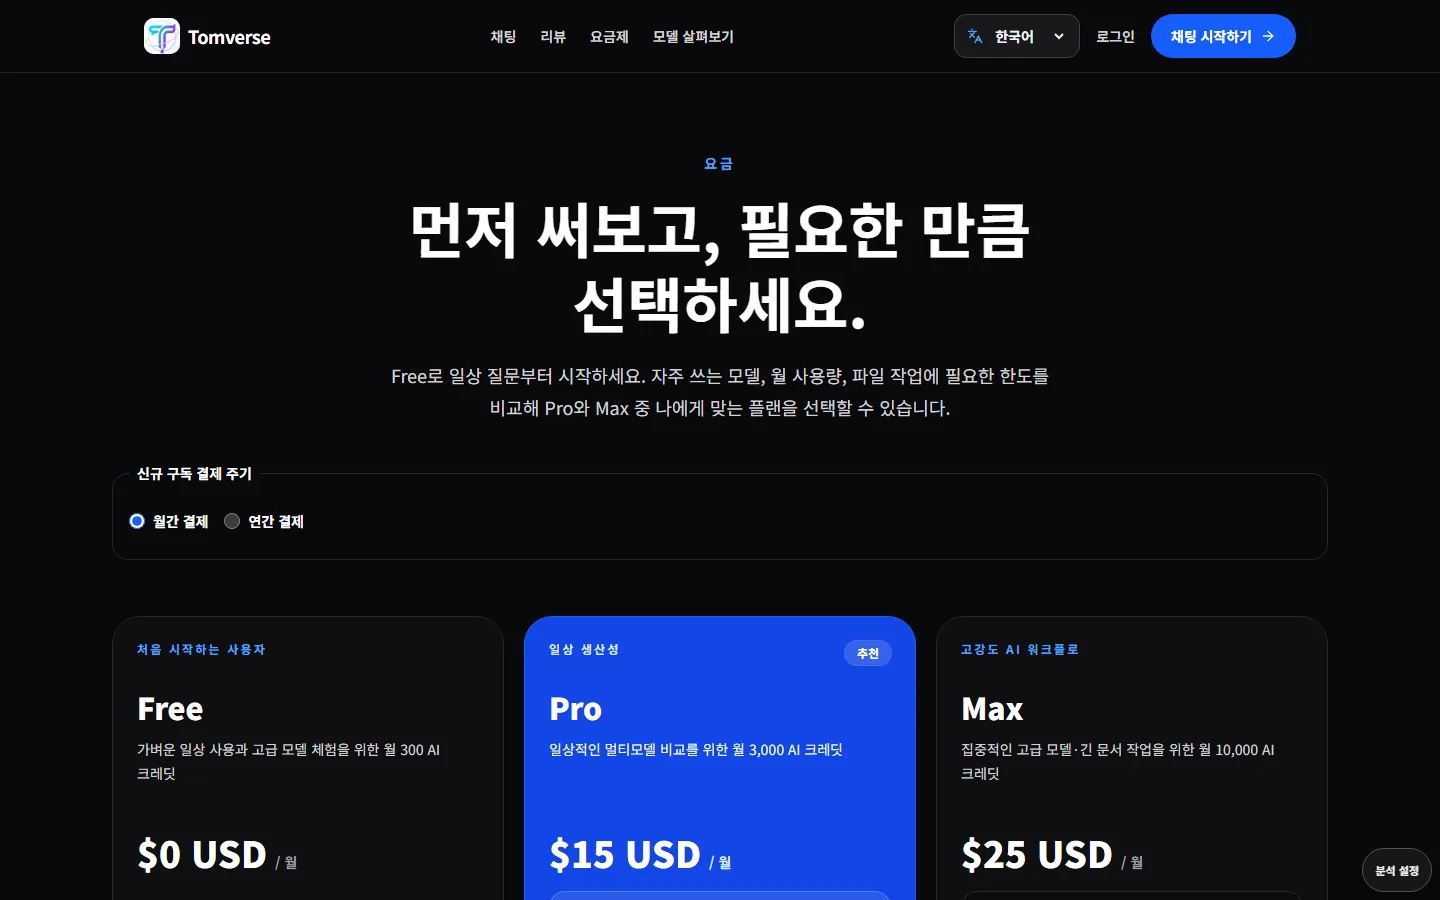 Tomverse
채팅
리뷰
요금제
모델 살펴보기
한국어
로그인
채팅 시작하기
요금
먼저 써보고, 필요한 만큼
선택하세요.
Free로 일상 질문부터 시작하세요. 자주 쓰는 모델, 월 사용량, 파일 작업에 필요한 한도를
비교해 Pro와 Max 중 나에게 맞는 플랜을 선택할 수 있습니다.
신규 구독 결제 주기
월간 결제
연간 결제
처음 시작하는 사용자
Free
가벼운 일상 사용과 고급 모델 체험을 위한 월 300 AI
크레딧
$0 USD / 월
일상 생산성
추천
Pro
일상적인 멀티모델 비교를 위한 월 3,000 AI 크레딧
$15 USD / 월
고강도 AI 워크플로
Max
집중적인 고급 모델·긴 문서 작업을 위한 월 10,000 AI
크레딧
$25 USD / 월
분석 설정